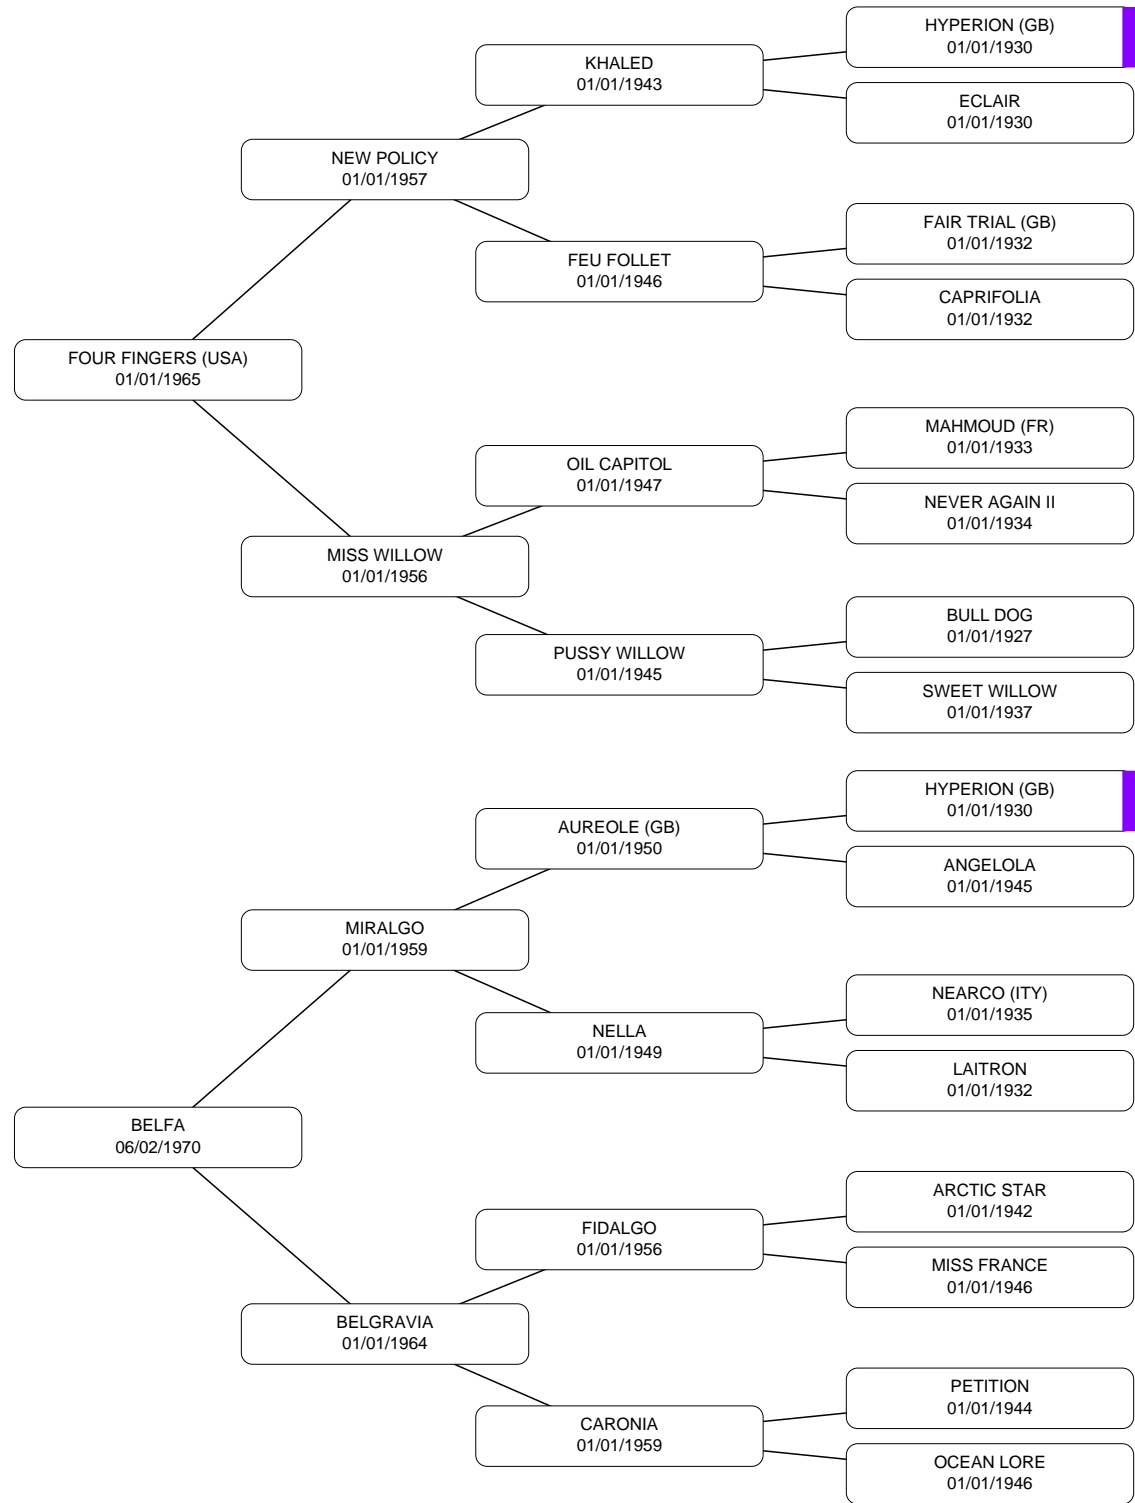 HYPERION (GB)
01/01/1930
KHALED
01/01/1943
ECLAIR
01/01/1930
NEW POLICY
01/01/1957
FAIR TRIAL (GB)
01/01/1932
FEU FOLLET
01/01/1946
CAPRIFOLIA
01/01/1932
FOUR FINGERS (USA)
01/01/1965
MAHMOUD (FR)
01/01/1933
OIL CAPITOL
01/01/1947
NEVER AGAIN II
01/01/1934
MISS WILLOW
01/01/1956
BULL DOG
01/01/1927
PUSSY WILLOW
01/01/1945
SWEET WILLOW
01/01/1937
HYPERION (GB)
01/01/1930
AUREOLE (GB)
01/01/1950
ANGELOLA
01/01/1945
MIRALGO
01/01/1959
NEARCO (ITY)
01/01/1935
NELLA
01/01/1949
LAITRON
01/01/1932
BELFA
06/02/1970
ARCTIC STAR
01/01/1942
FIDALGO
01/01/1956
MISS FRANCE
01/01/1946
BELGRAVIA
01/01/1964
PETITION
01/01/1944
CARONIA
01/01/1959
OCEAN LORE
01/01/1946